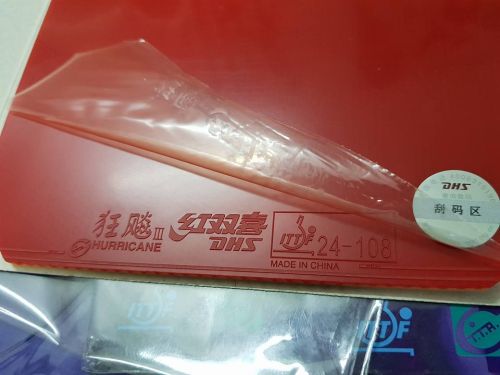 DHS
刮码区
狂飚III 红双喜 ITTF 24-108
HURRICANE DHS
MADE IN CHINA
ITTF
ITTF
T.T.A.